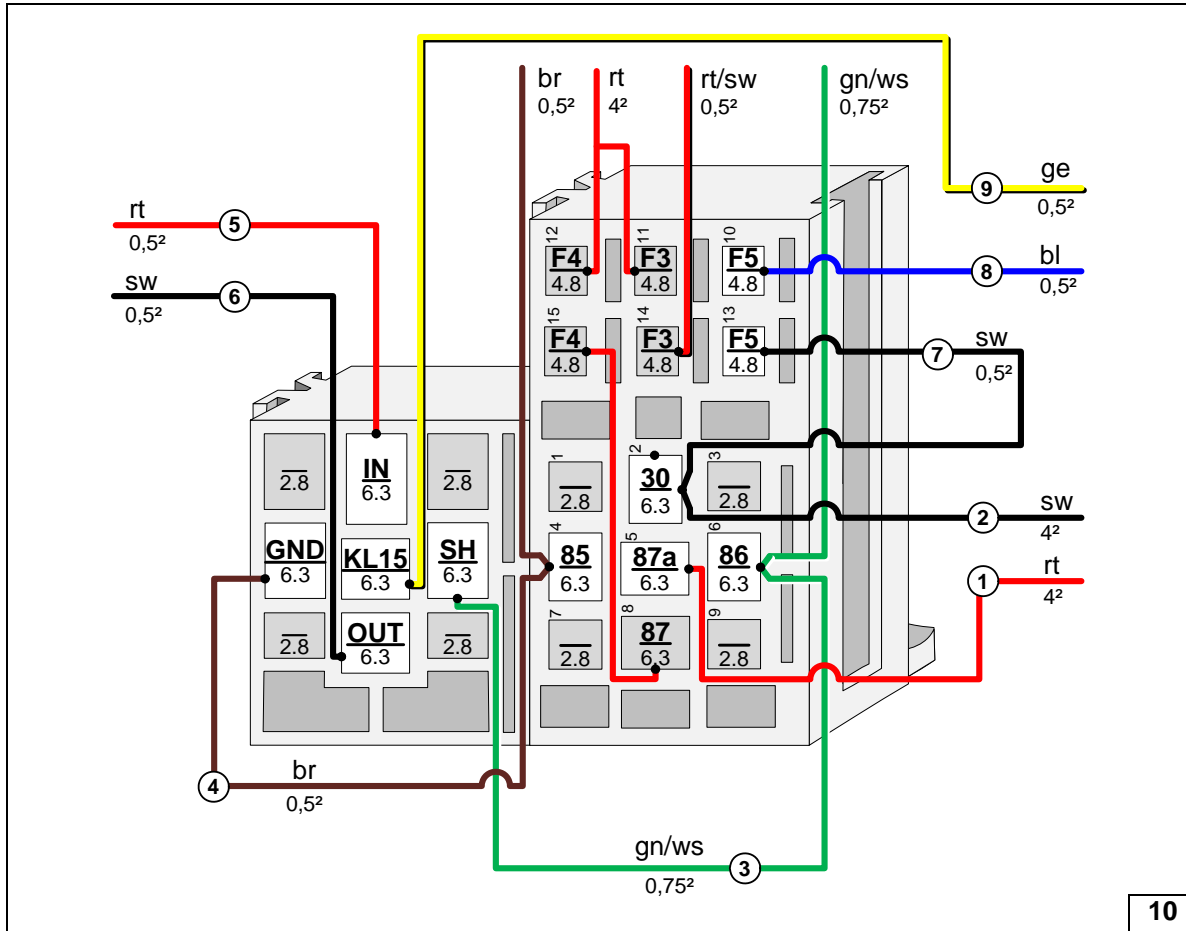 br
0,5²
rt
4²
rt/sw
0,5²
gn/ws
0,75²
9
ge
0,5²
rt
0,5²
5
sw
0,5²
6
12
F4
4.8
11
F3
4.8
10
F5
4.8
8
bl
0,5²
15
F4
4.8
14
F3
4.8
13
F5
4.8
7
sw
0,5²
2.8
IN
6.3
2.8
1
2.8
2
30
6.3
3
2.8
2
sw
4²
GND
6.3
KL15
6.3
SH
6.3
4
85
6.3
5
87a
6.3
6
86
6.3
1
rt
4²
2.8
OUT
6.3
2.8
7
2.8
8
87
6.3
9
2.8
4
br
0,5²
gn/ws
0,75²
3
10